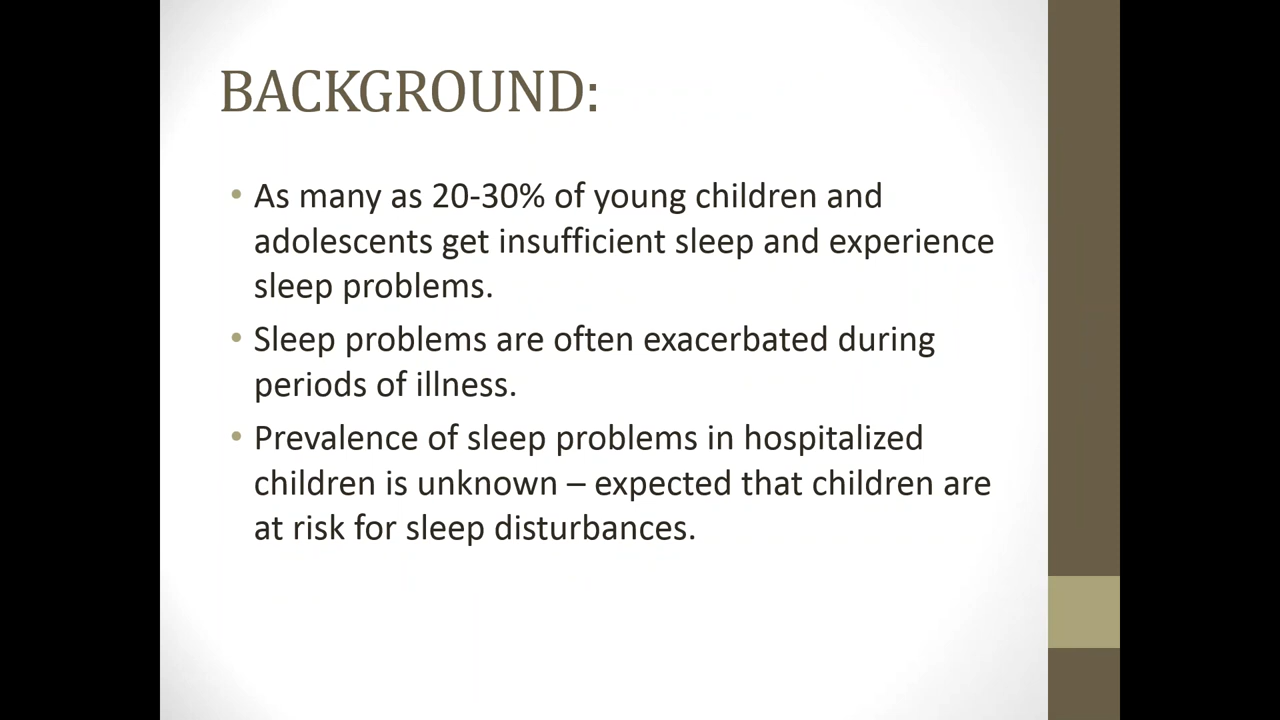 BACKGROUND:
• As many as 20-30% of young children and
adolescents get insufficient sleep and experience
sleep problems.
• Sleep problems are often exacerbated during
periods of illness.
• Prevalence of sleep problems in hospitalized
children is unknown – expected that children are
at risk for sleep disturbances.